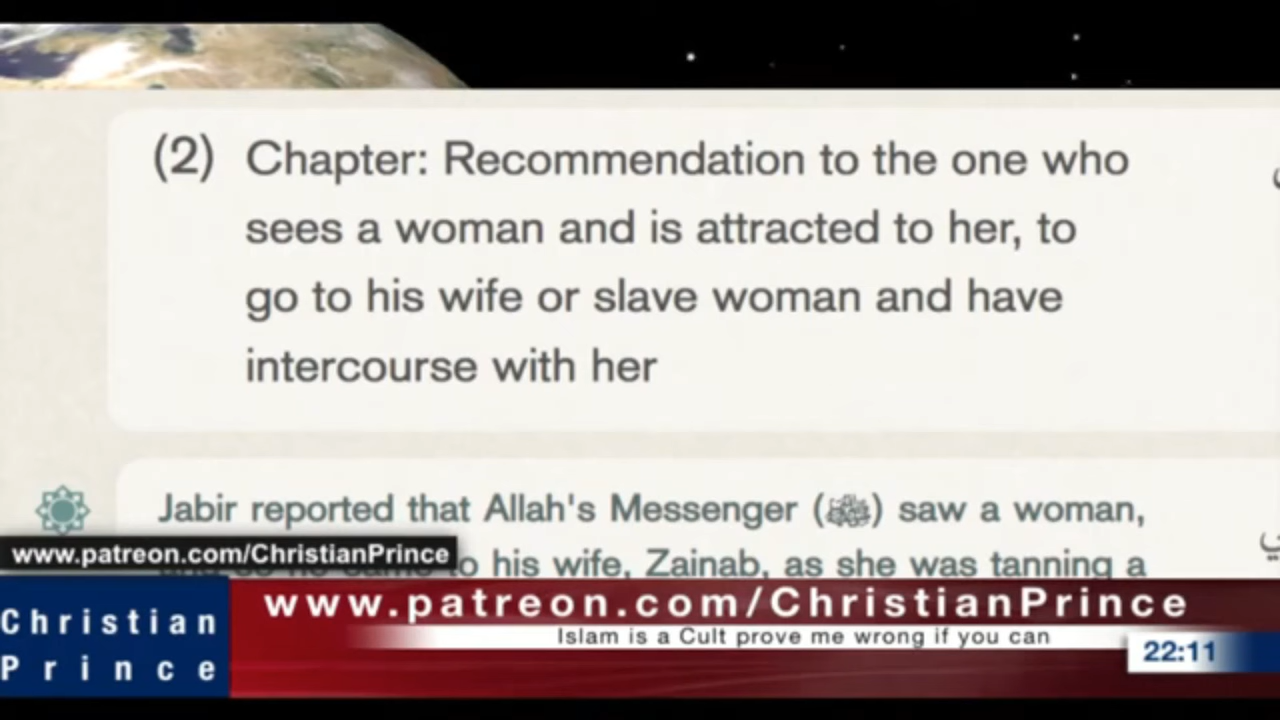 (2) Chapter: Recommendation to the one who
sees a woman and is attracted to her, to
go to his wife or slave woman and have
intercourse with her
Jabir reported that Allah's Messenger (ﷺ) saw a woman,
to his wife, Zainab, as she was tanning a
www.patreon.com/ChristianPrince
www.patreon.com/ChristianPrince
Islam is a Cult prove me wrong if you can
Christian
Prince
22:11